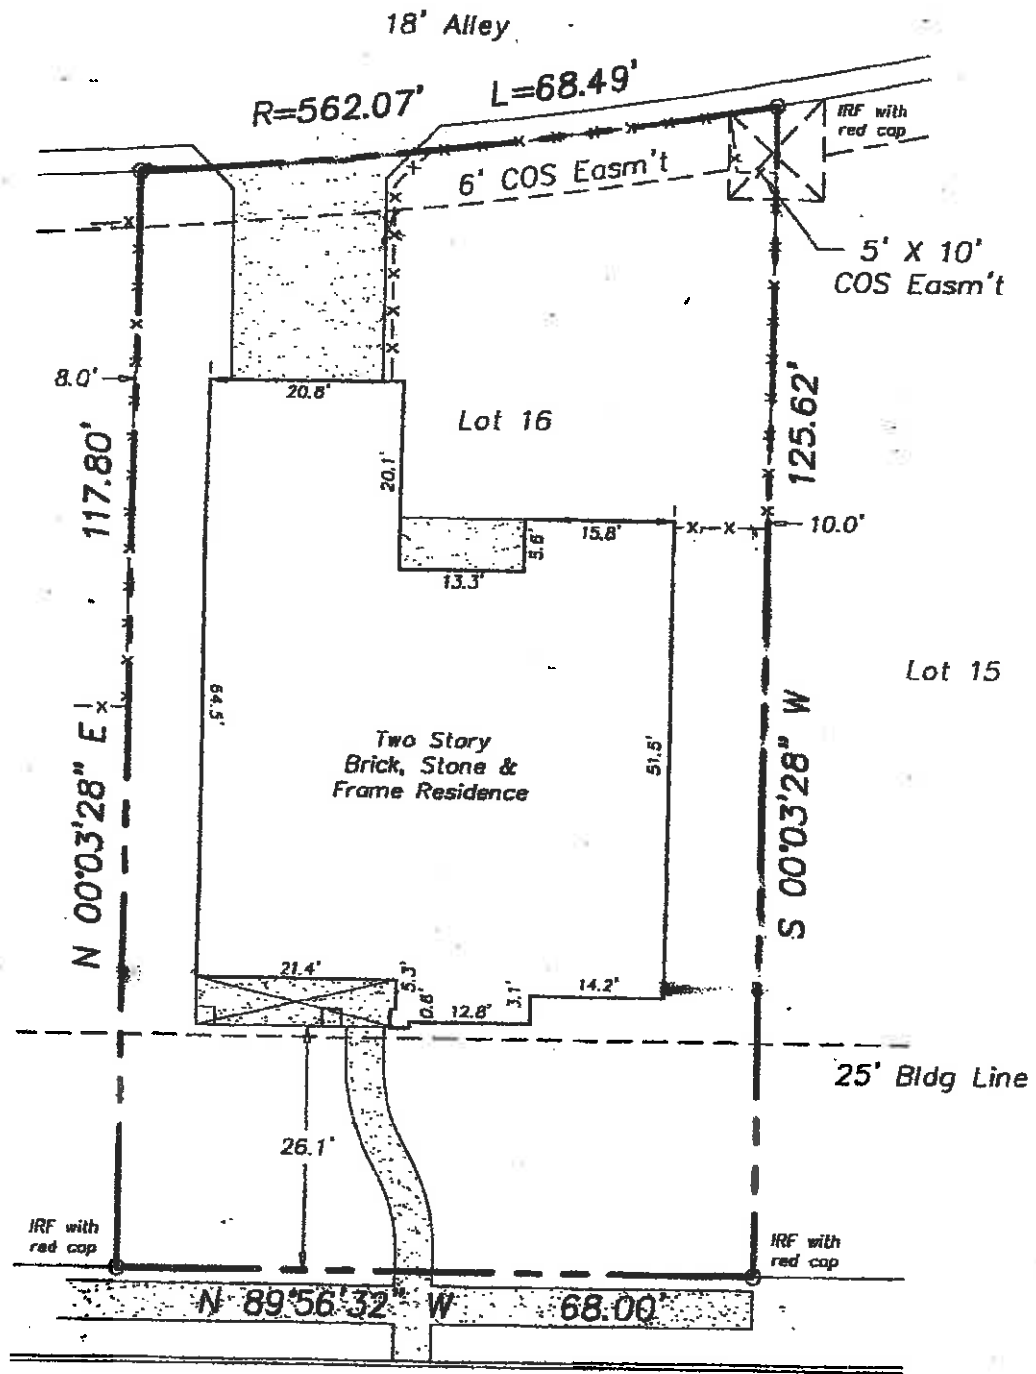 18' Alley
R=562.07' L=68.49'
IRF with
red cap
6' COS Easm't
5' X 10'
COS Easm't
8.0'
20.8'
117.80'
Lot 16
125.62'
20.1'
10.0'
15.8'
5.6'
13.3'
Lot 15
64.5'
N 00°03'28" E
Two Story
Brick, Stone &
Frame Residence
51.5'
S 00°03'28" W
21.4'
5.3'
0.8'
12.8'
3.1'
14.2'
25' Bldg Line
26.1'
IRF with
red cap
IRF with
red cap
N 89°56'32" W 68.00'